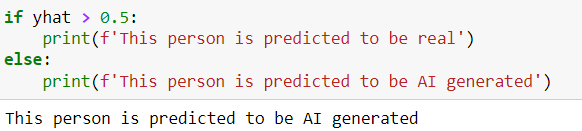 if yhat > 0.5:
    print(f'This person is predicted to be real')
else:
    print(f'This person is predicted to be AI generated')
This person is predicted to be AI generated